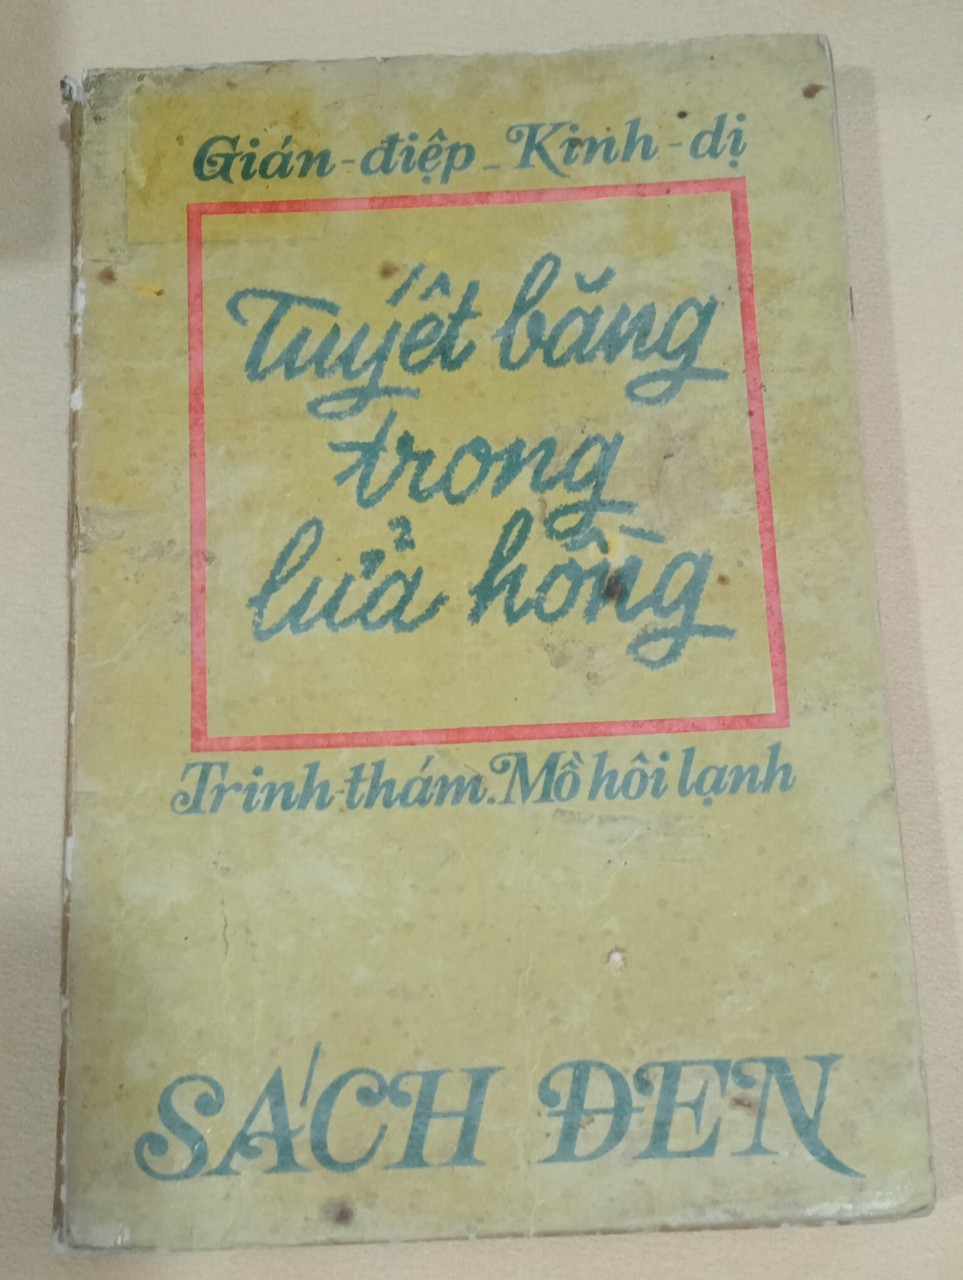 Gián-điệp_Kinh-dị
Tuyết băng
trong
lửa hồng
Trinh-thám.Mồ hôi lạnh
SÁCH ĐEN